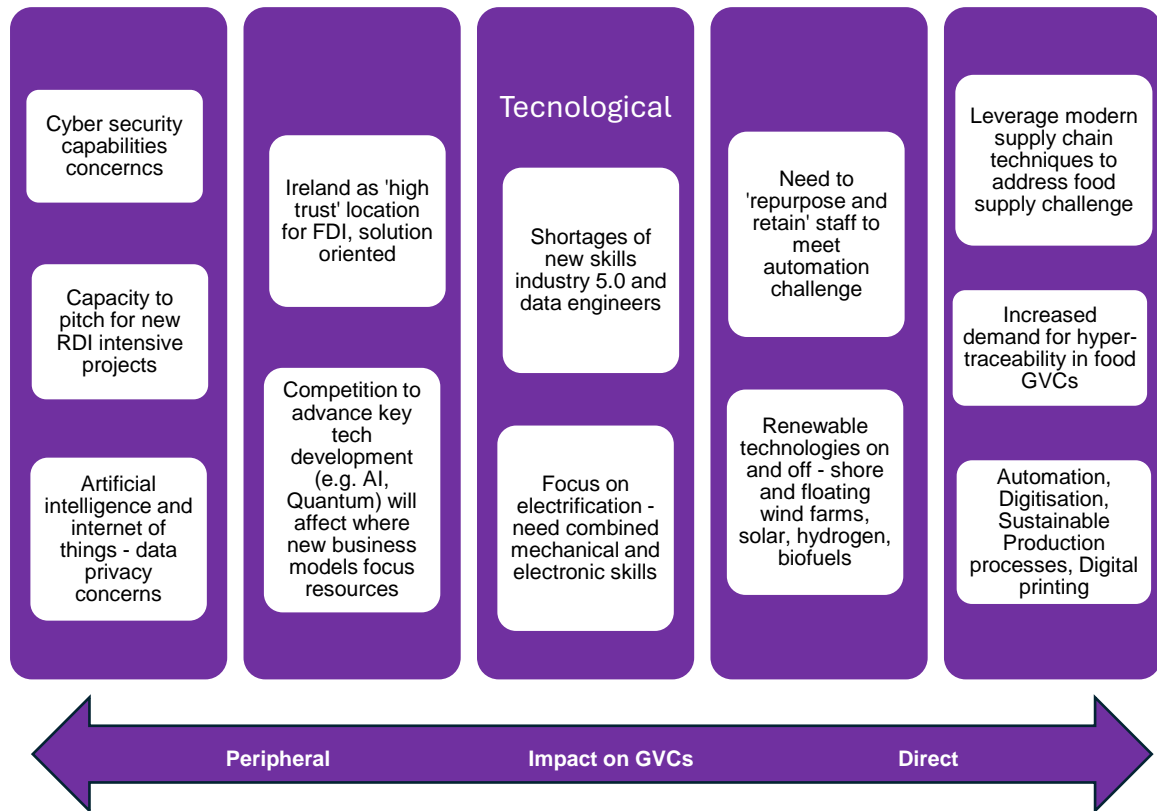 Cyber security
capabilities
concerncs
Capacity to
pitch for new
RDI intensive
projects
Artificial
intelligence and
internet of
things - data
privacy
concerns
Ireland as 'high
trust' location
for FDI, solution
oriented
Competition to
advance key
tech
development
(e.g. AI,
Quantum) will
affect where
new business
models focus
resources
Tecnological
Shortages of
new skills
industry 5.0 and
data engineers
Focus on
electrification -
need combined
mechanical and
electronic skills
Need to
'repurpose and
retain' staff to
meet
automation
challenge
Renewable
technologies on
and off - shore
and floating
wind farms,
solar, hydrogen,
biofuels
Leverage modern
supply chain
techniques to
address food
supply challenge
Increased
demand for hyper-
traceability in food
GVCs
Automation,
Digitisation,
Sustainable
Production
processes, Digital
printing
Peripheral Impact on GVCs Direct